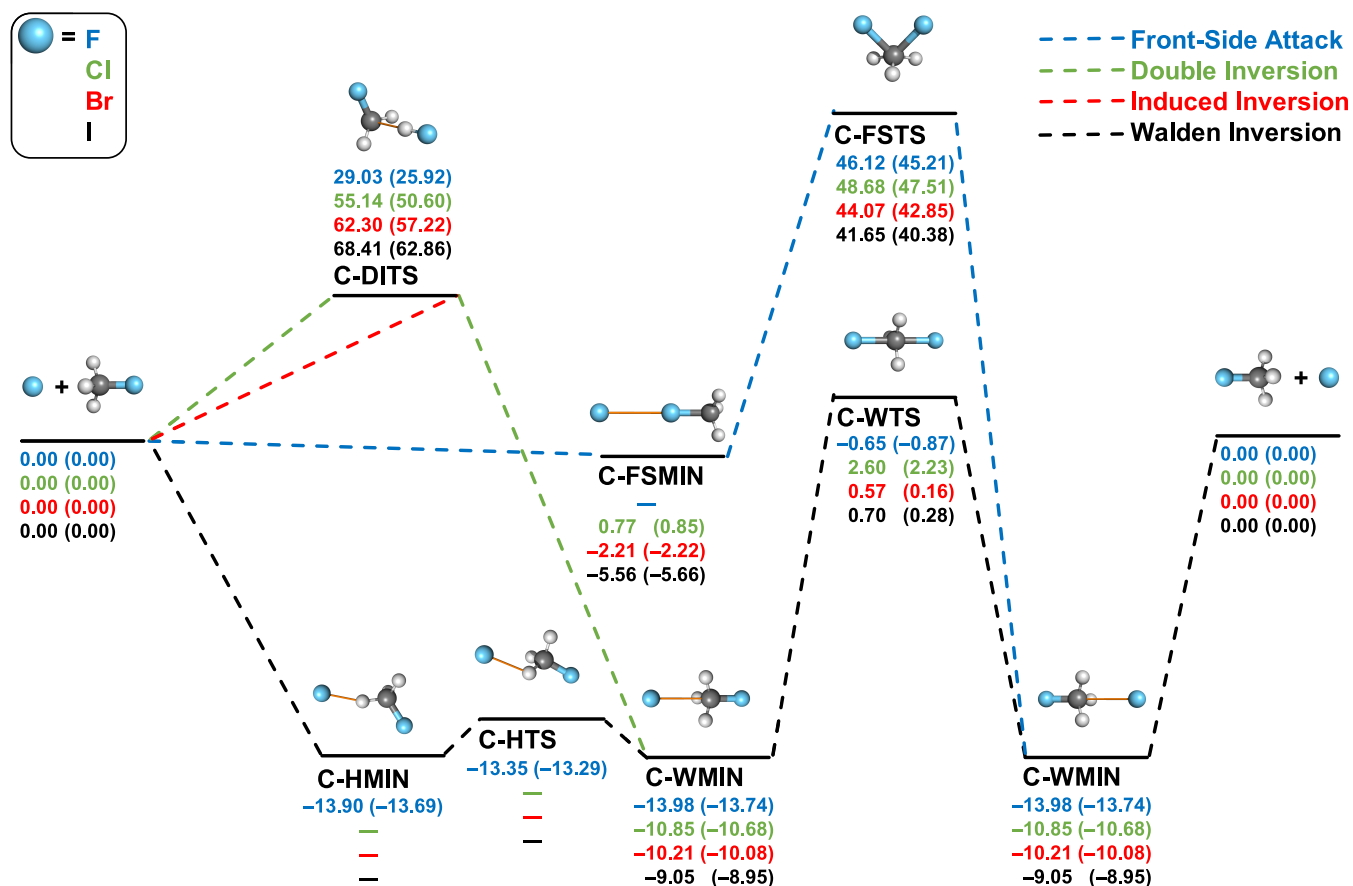 = F
Cl
Br
I
Front-Side Attack
Double Inversion
Induced Inversion
Walden Inversion
C-FSTS
46.12 (45.21)
48.68 (47.51)
44.07 (42.85)
41.65 (40.38)
29.03 (25.92)
55.14 (50.60)
62.30 (57.22)
68.41 (62.86)
C-DITS
+
0.00 (0.00)
0.00 (0.00)
0.00 (0.00)
0.00 (0.00)
C-FSMIN
–
0.77 (0.85)
–2.21 (–2.22)
–5.56 (–5.66)
C-WTS
–0.65 (–0.87)
2.60 (2.23)
0.57 (0.16)
0.70 (0.28)
+
0.00 (0.00)
0.00 (0.00)
0.00 (0.00)
0.00 (0.00)
C-HMIN
–13.90 (–13.69)
–
–
–
C-HTS
–13.35 (–13.29)
–
–
–
C-WMIN
–13.98 (–13.74)
–10.85 (–10.68)
–10.21 (–10.08)
–9.05 (–8.95)
C-WMIN
–13.98 (–13.74)
–10.85 (–10.68)
–10.21 (–10.08)
–9.05 (–8.95)